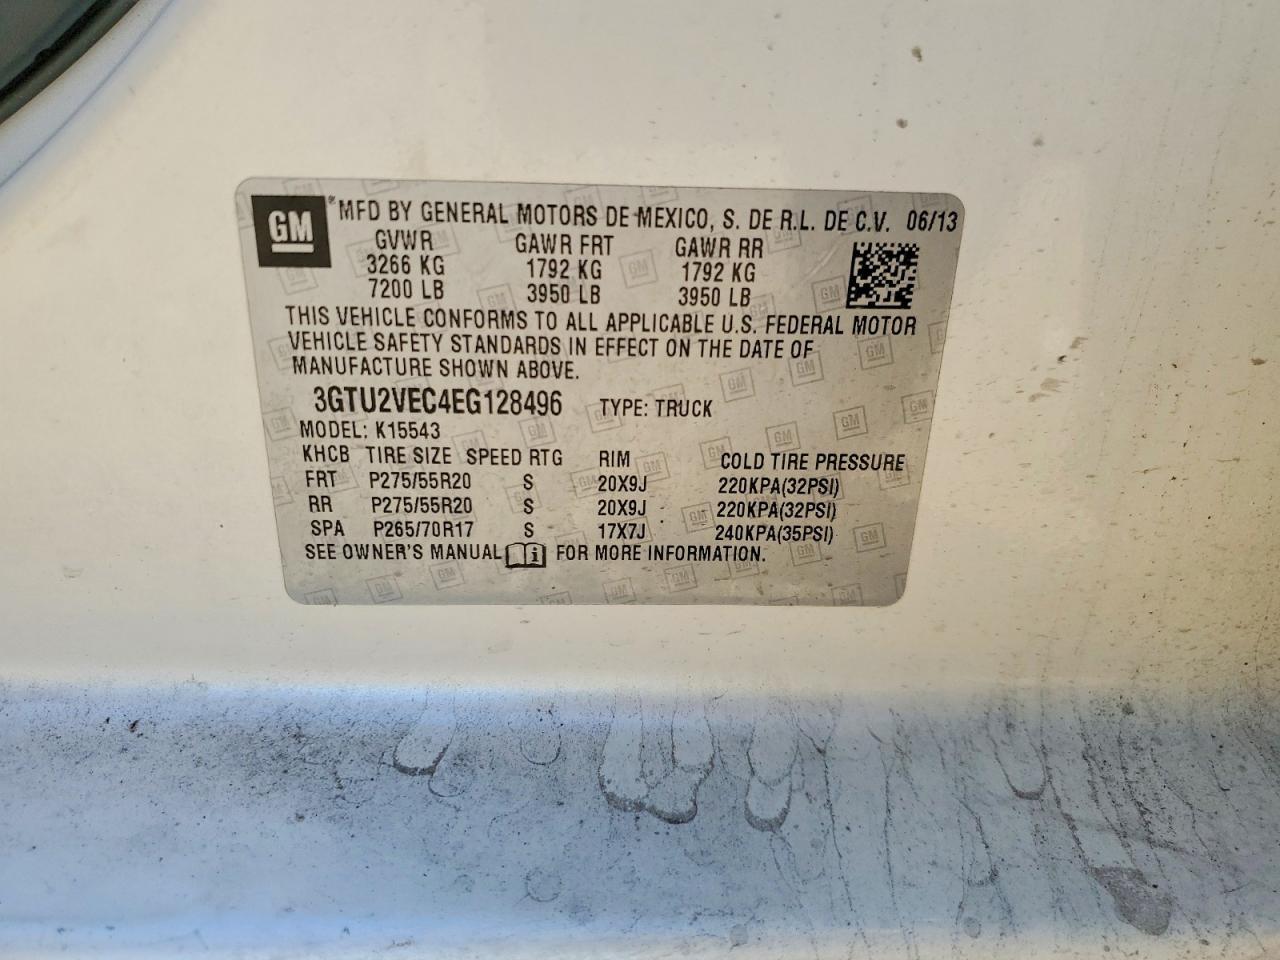 GM *MFD BY GENERAL MOTORS DE MEXICO, S. DE R.L. DE C.V. 06/13
GVWR GAWR FRT GAWR RR
3266 KG 1792 KG 1792 KG
7200 LB 3950 LB 3950 LB
THIS VEHICLE CONFORMS TO ALL APPLICABLE U.S. FEDERAL MOTOR
VEHICLE SAFETY STANDARDS IN EFFECT ON THE DATE OF
MANUFACTURE SHOWN ABOVE.
3GTU2VEC4EG128496 TYPE: TRUCK
MODEL: K15543
KHCB TIRE SIZE SPEED RTG RIM COLD TIRE PRESSURE
FRT P275/55R20 S 20X9J 220KPA(32PSI)
RR P275/55R20 S 20X9J 220KPA(32PSI)
SPA P265/70R17 S 17X7J 240KPA(35PSI)
SEE OWNER'S MANUAL FOR MORE INFORMATION.